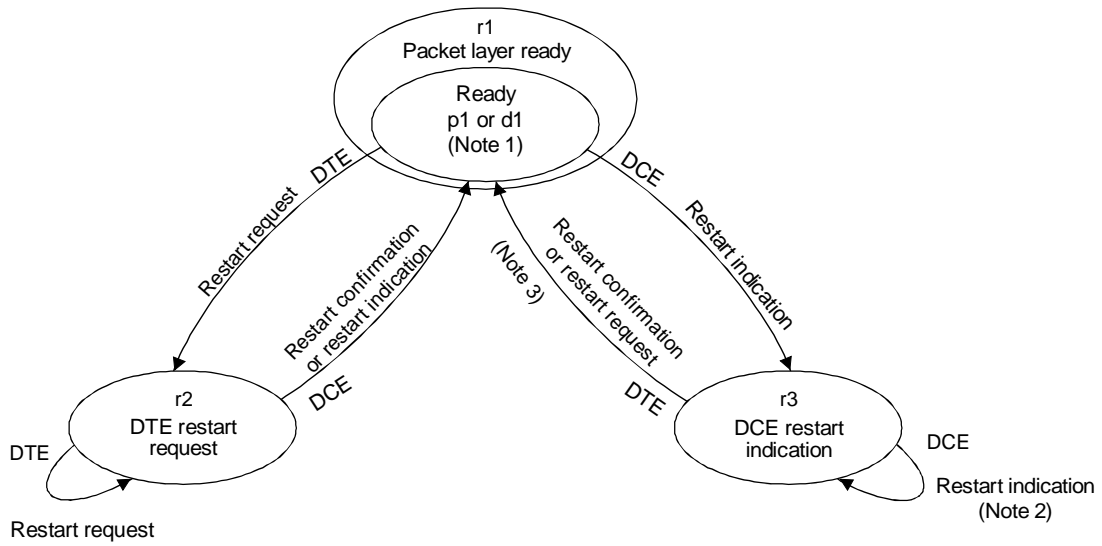 r1
Packet layer ready
Ready
p1 or d1
(Note 1)
DTE
Restart request
DCE
Restart indication
Restart confirmation
or restart indication
DCE
Restart confirmation
or restart request
(Note 3)
DTE
r2
DTE restart
request
DTE
Restart request
r3
DCE restart
indication
DCE
Restart indication
(Note 2)